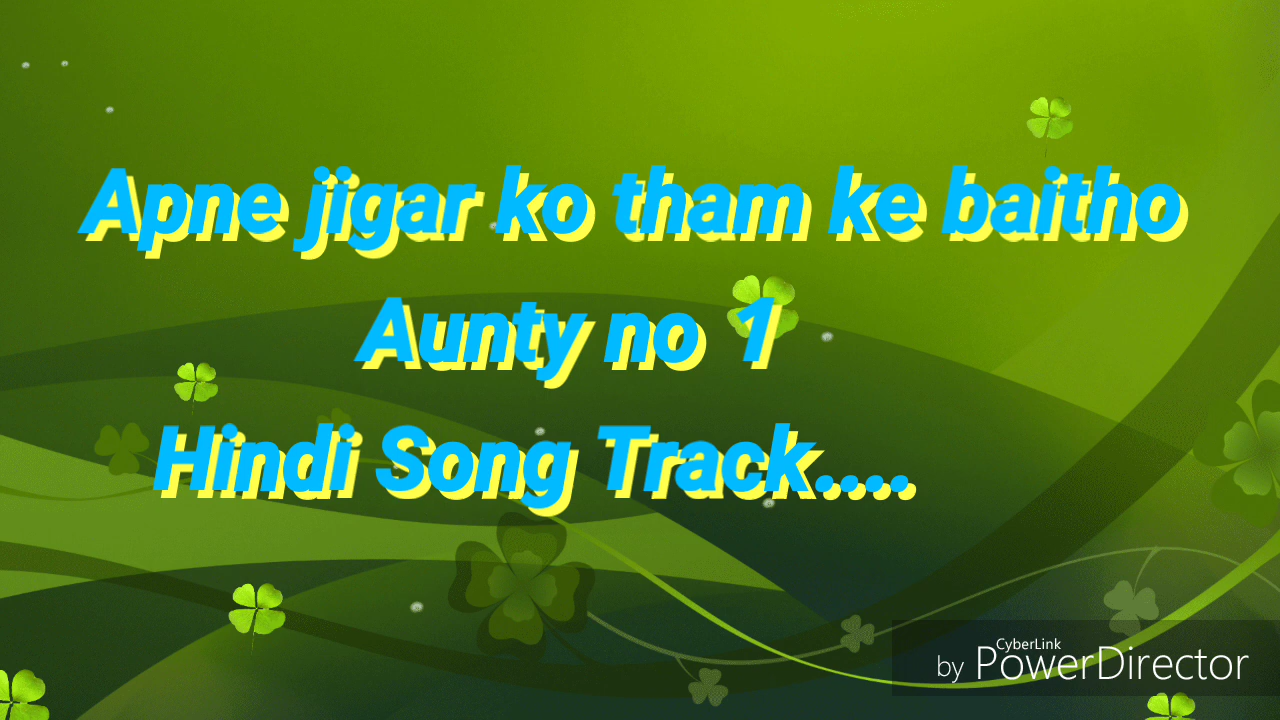 Apne jigar ko tham ke baitho
Aunty no 1
Hindi Song Track....
CyberLink
by PowerDirector